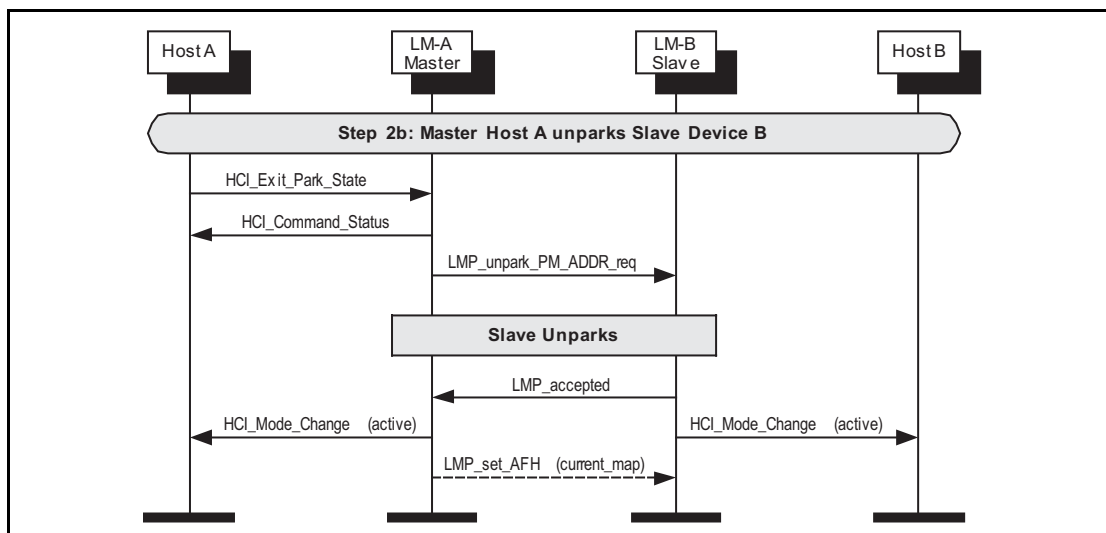 Host A
LM-A
Master
LM-B
Slave
Host B
Step 2b: Master Host A unparks Slave Device B
HCI_Exit_Park_State
HCI_Command_Status
LMP_unpark_PM_ADDR_req
Slave Unparks
LMP_accepted
HCI_Mode_Change (active)
HCI_Mode_Change (active)
LMP_set_AFH (current_map)